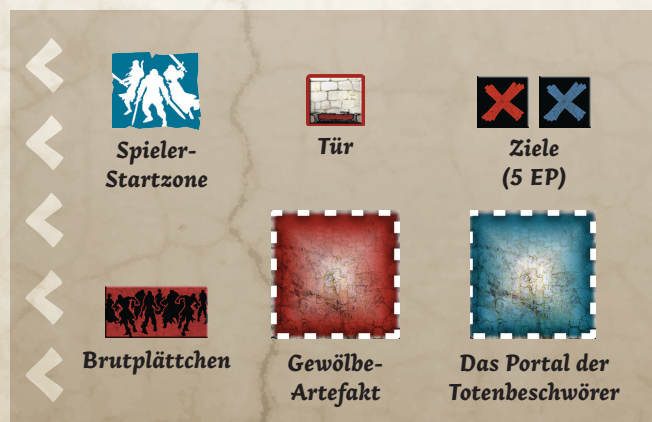 Spieler-
Startzone
Tür
Ziele
(5 EP)
Brutplättchen
Gewölbe-
Artefakt
Das Portal der
Totenbeschwörer